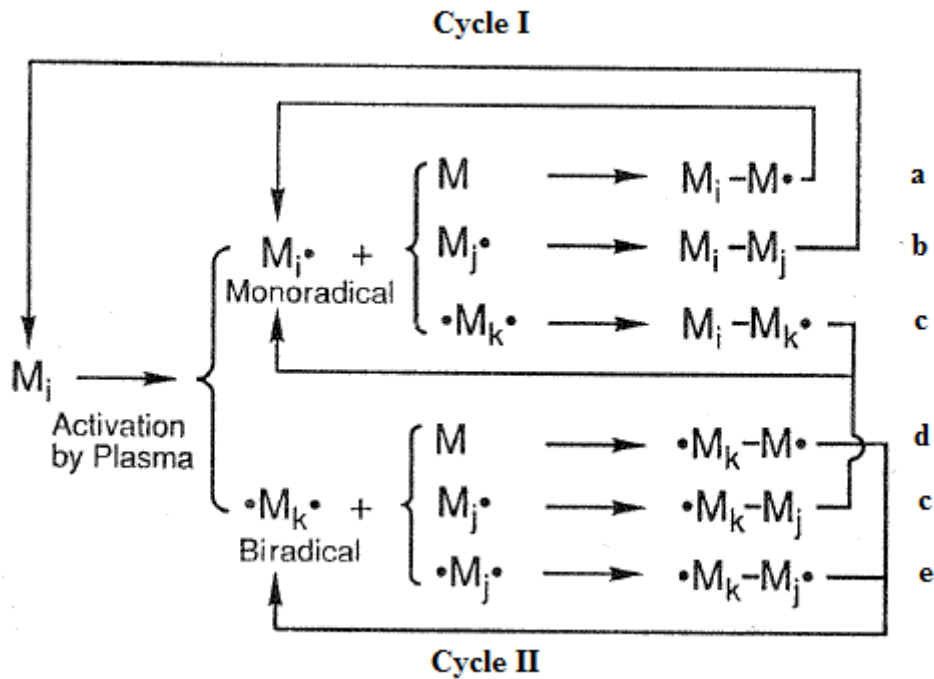 Cycle I
M → Mᵢ–M• a
Mᵢ• + Mⱼ• → Mᵢ–Mⱼ b
Monoradical
•Mₖ• → Mᵢ–Mₖ• c
Mᵢ →
Activation
by Plasma
M → •Mₖ–M• d
•Mₖ• + Mⱼ• → •Mₖ–Mⱼ c
Biradical
•Mⱼ• → •Mₖ–Mⱼ• e
Cycle II